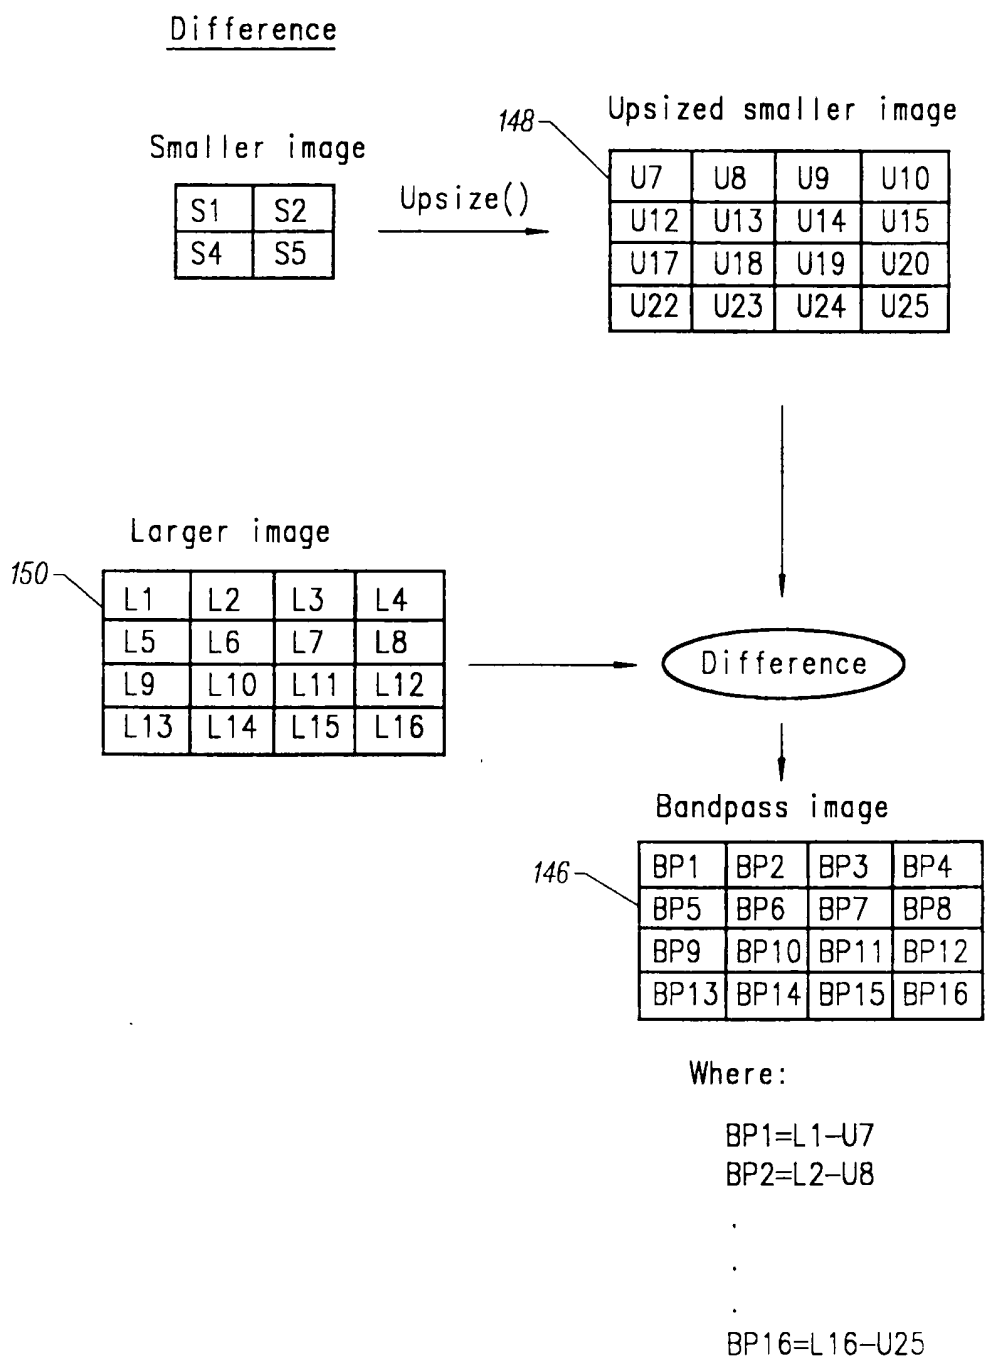 Difference
Smaller image
S1 S2
S4 S5
Upsize()
148
Upsized smaller image
U7 U8 U9 U10
U12 U13 U14 U15
U17 U18 U19 U20
U22 U23 U24 U25
Larger image
150
L1 L2 L3 L4
L5 L6 L7 L8
L9 L10 L11 L12
L13 L14 L15 L16
Difference
Bandpass image
146
BP1 BP2 BP3 BP4
BP5 BP6 BP7 BP8
BP9 BP10 BP11 BP12
BP13 BP14 BP15 BP16
Where:
BP1=L1-U7
BP2=L2-U8
.
.
.
BP16=L16-U25